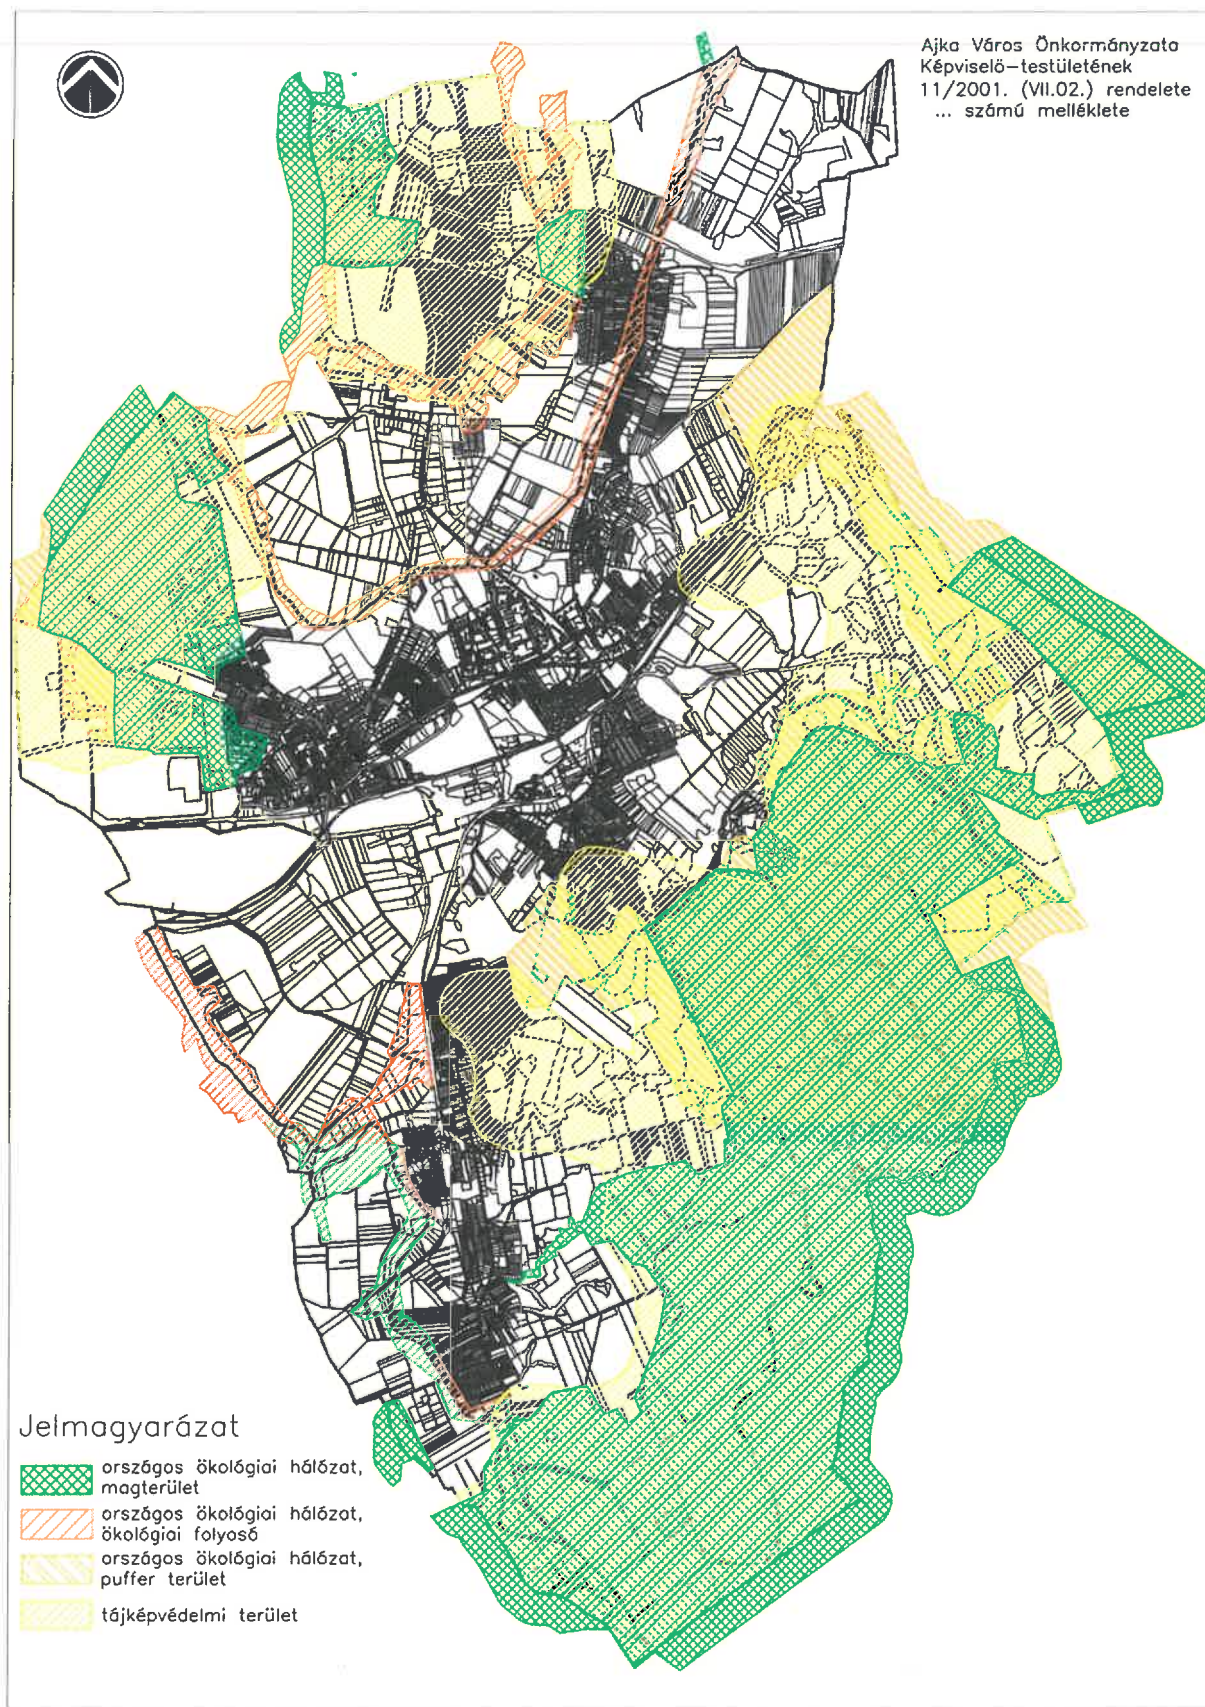 Ajka Város Önkormányzata
Képviselö-testületének
11/2001. (VII.02.) rendelete
... számú melléklete
Jelmagyarázat
országos ökológiai hálózat,
magterület
országos ökológiai hálózat,
ökológiai folyosó
országos ökológiai hálózat,
puffer terület
tájképvédelmi terület